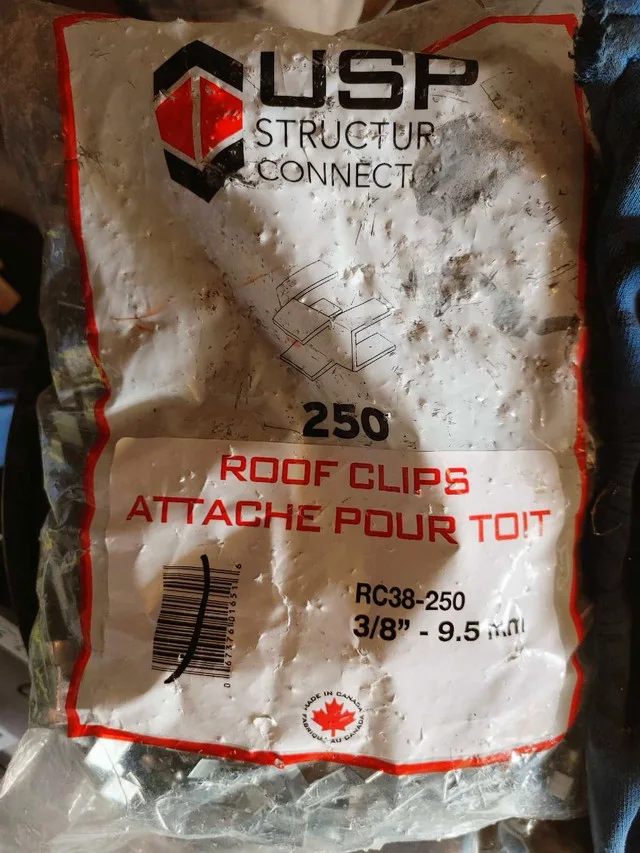 USP
STRUCTUR
CONNECT
250
ROOF CLIPS
ATTACHE POUR TOIT
RC38-250
3/8" - 9.5 mm
MADE IN CANADA
FABRIQUÉ AU CANADA